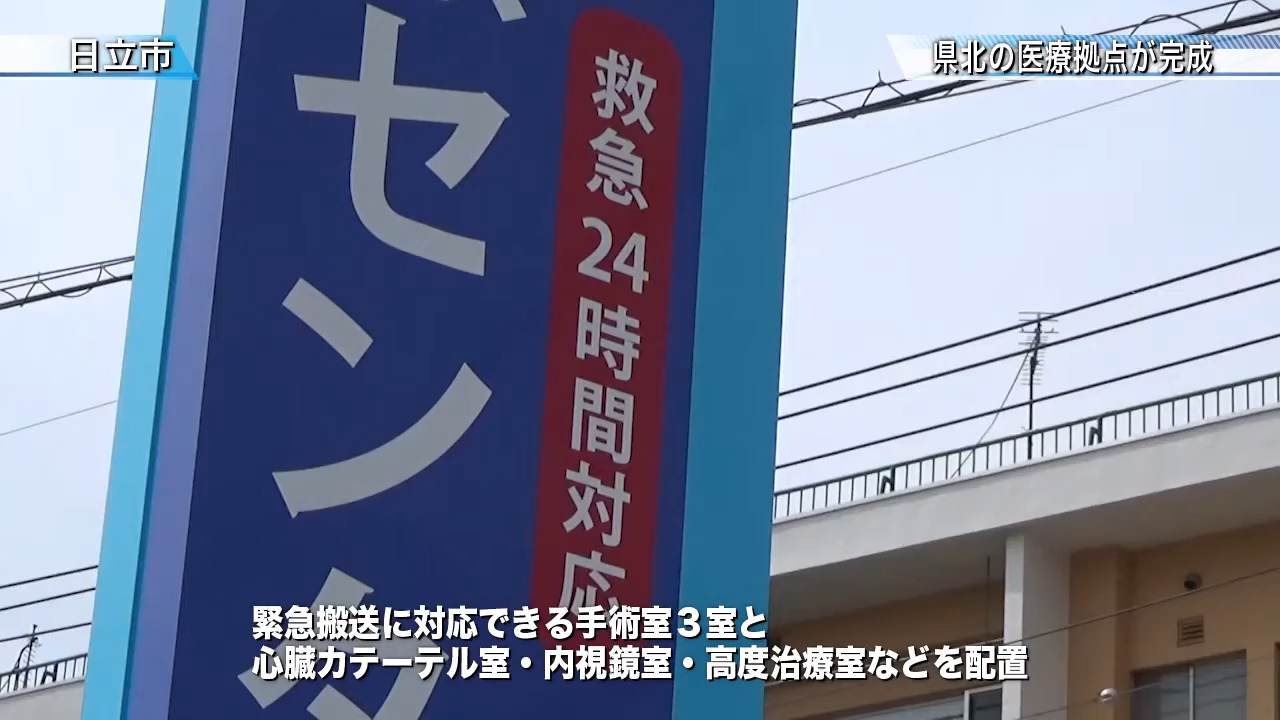 日立市
県北の医療拠点が完成
センタ
救急24時間対応
緊急搬送に対応できる手術室３室と
心臓カテーテル室・内視鏡室・高度治療室などを配置